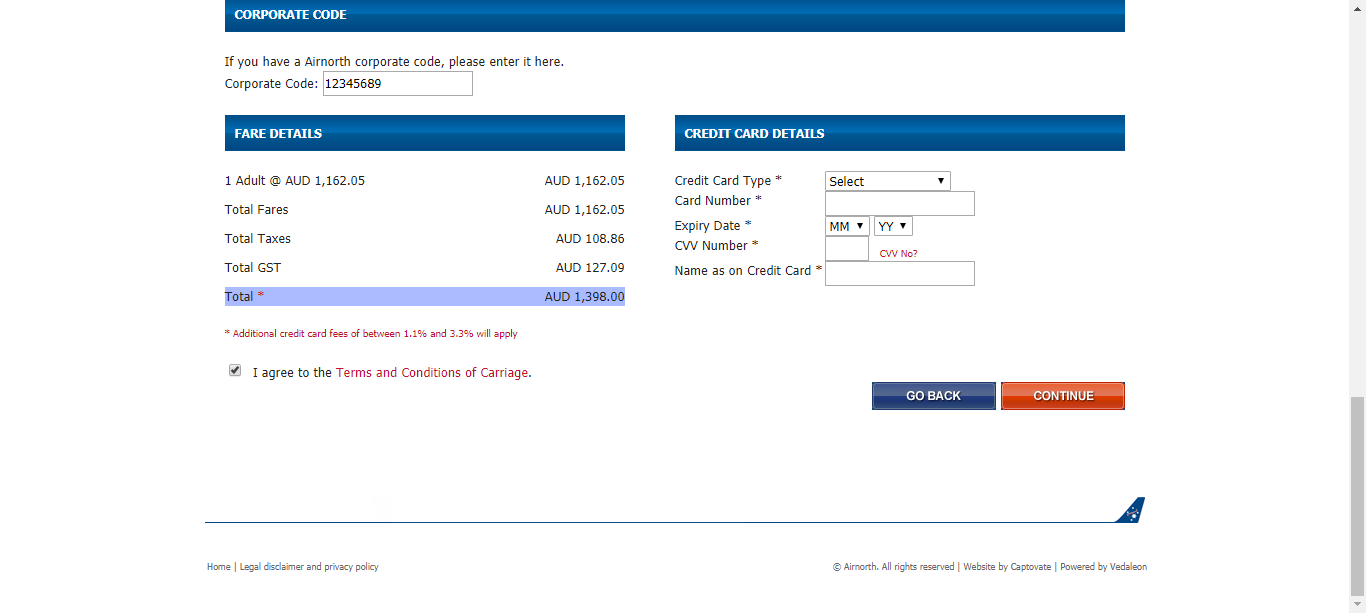 CORPORATE CODE
If you have a Airnorth corporate code, please enter it here.
Corporate Code: 12345689
FARE DETAILS
1 Adult @ AUD 1,162.05 AUD 1,162.05
Total Fares AUD 1,162.05
Total Taxes AUD 108.86
Total GST AUD 127.09
Total * AUD 1,398.00
* Additional credit card fees of between 1.1% and 3.3% will apply
I agree to the Terms and Conditions of Carriage.
CREDIT CARD DETAILS
Credit Card Type * Select
Card Number *
Expiry Date * MM YY
CVV Number * CVV No?
Name as on Credit Card *
GO BACK CONTINUE
Home | Legal disclaimer and privacy policy
© Airnorth. All rights reserved | Website by Captovate | Powered by Vedaleon